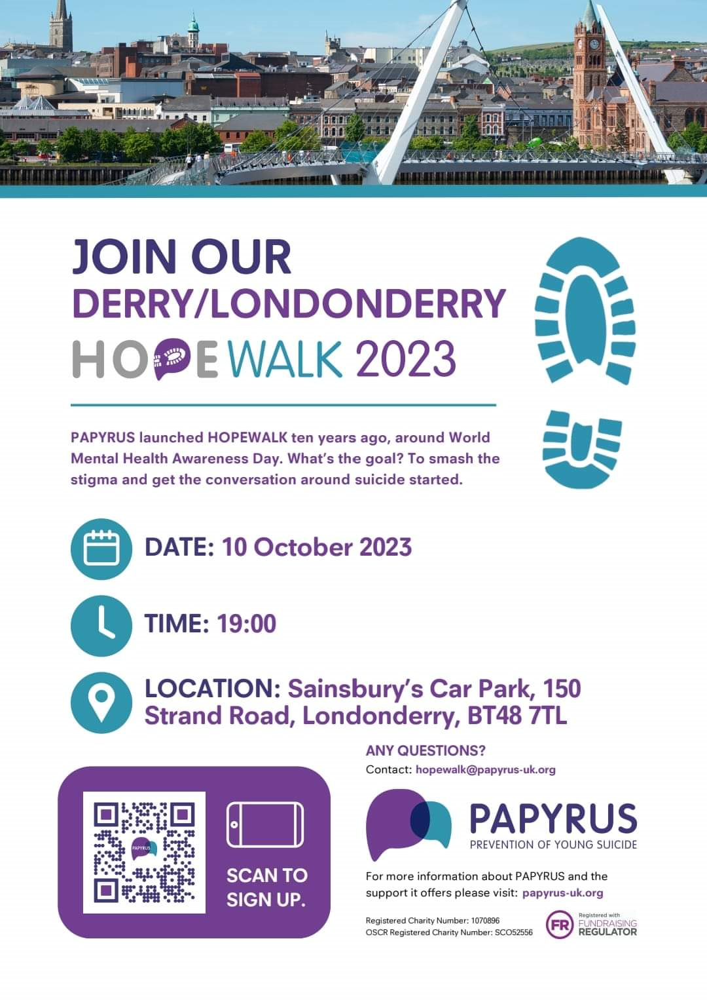 JOIN OUR
DERRY/LONDONDERRY
HOPEWALK 2023
PAPYRUS launched HOPEWALK ten years ago, around World
Mental Health Awareness Day. What's the goal? To smash the
stigma and get the conversation around suicide started.
DATE: 10 October 2023
TIME: 19:00
LOCATION: Sainsbury's Car Park, 150
Strand Road, Londonderry, BT48 7TL
ANY QUESTIONS?
Contact: hopewalk@papyrus-uk.org
PAPYRUS
SCAN TO
SIGN UP.
PAPYRUS
PREVENTION OF YOUNG SUICIDE
For more information about PAPYRUS and the
support it offers please visit: papyrus-uk.org
Registered Charity Number: 1070896
OSCR Registered Charity Number: SCO52556
FR
Registered with
FUNDRAISING
REGULATOR